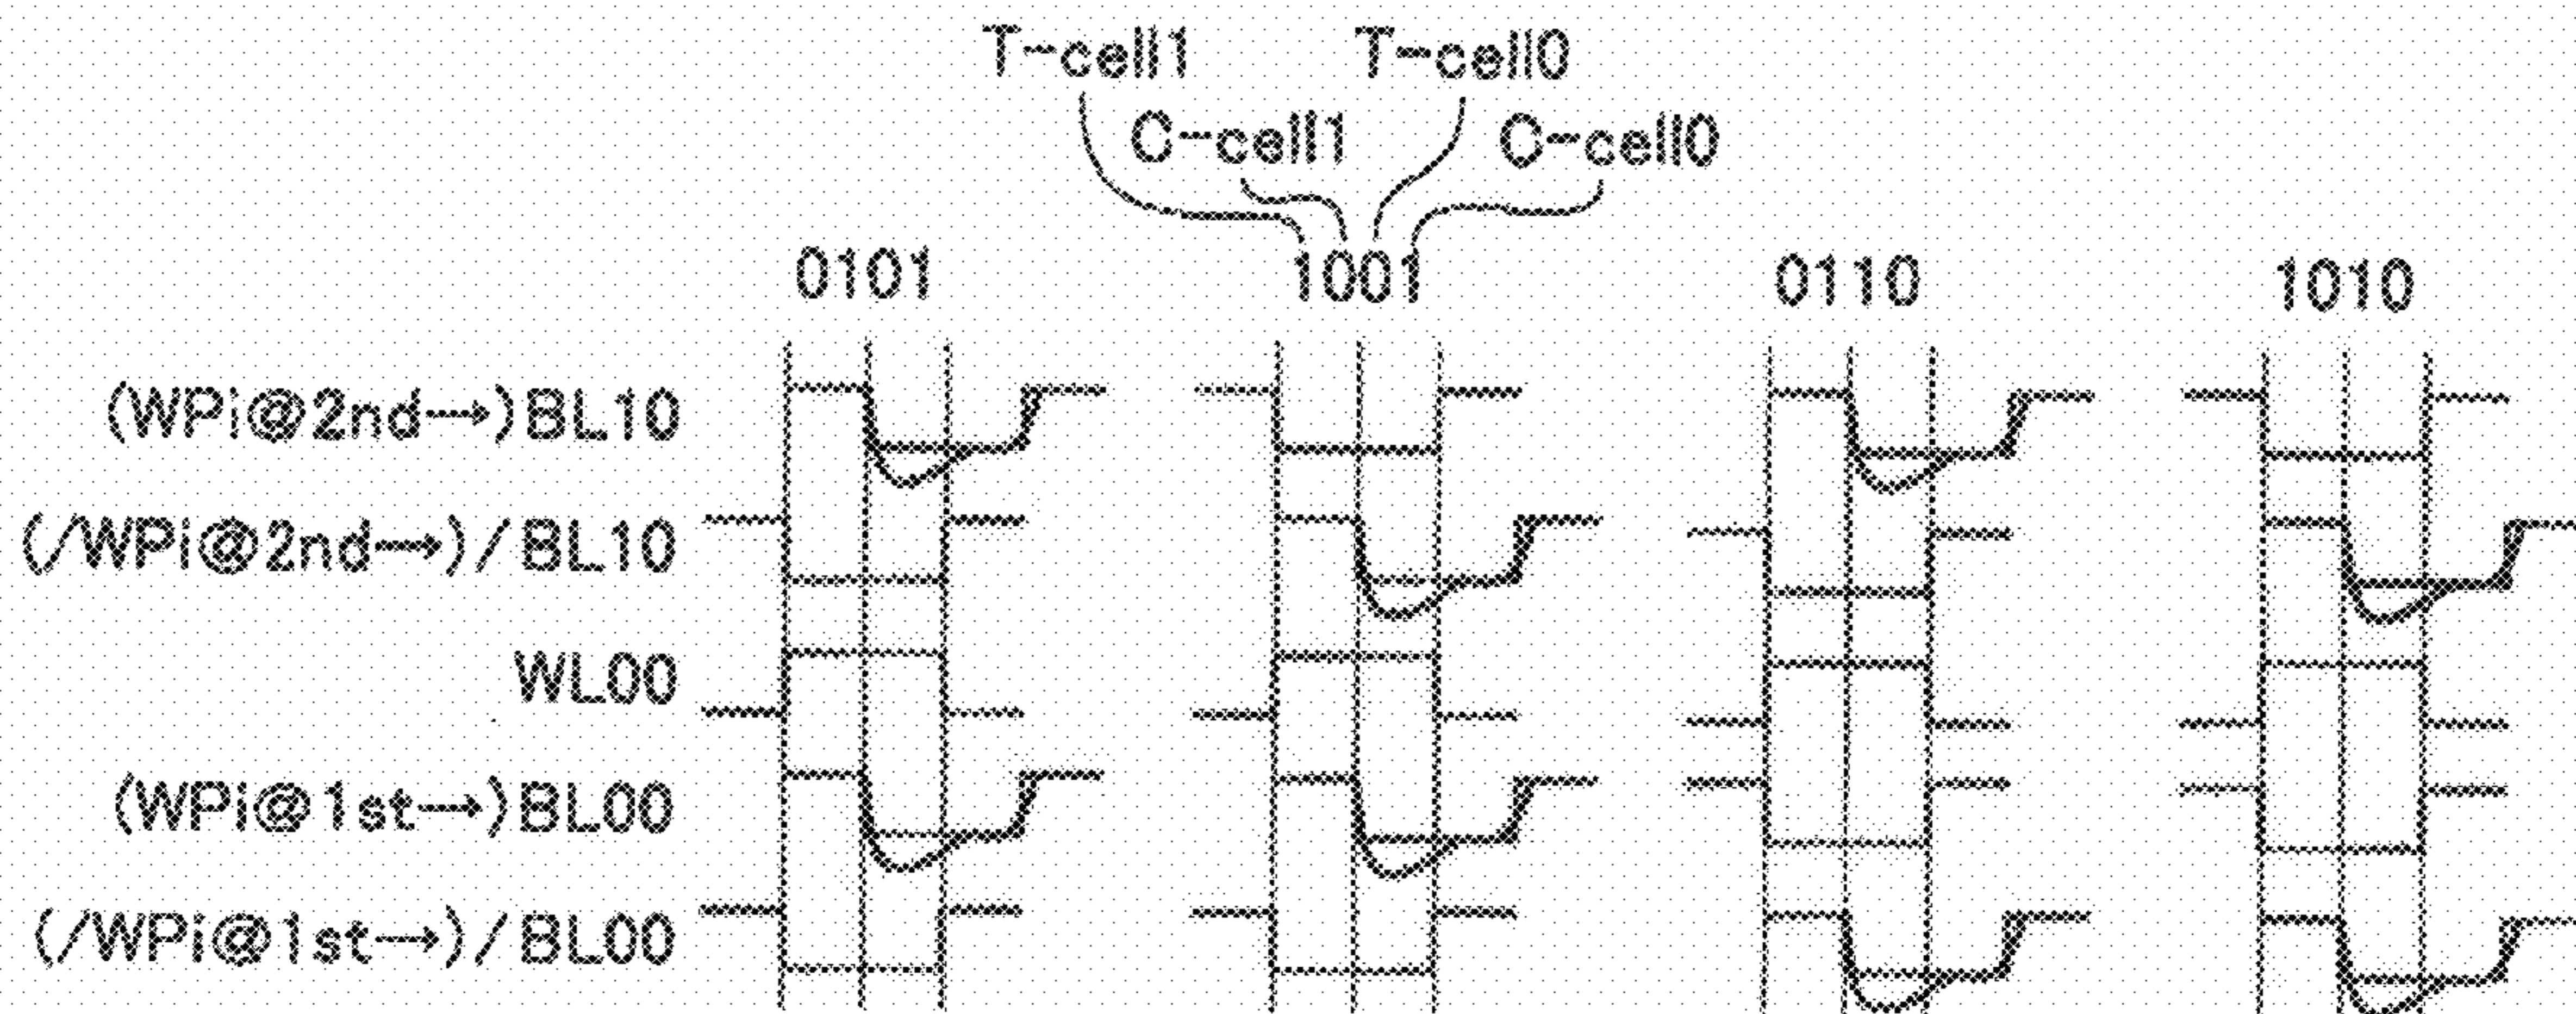 T-cell1 T-cell0
C-cell1 C-cell0
0101 1001 0110 1010
(WPi@2nd→)BL10
(/WPi@2nd→)/BL10
WL00
(WPi@1st→)BL00
(/WPi@1st→)/BL00